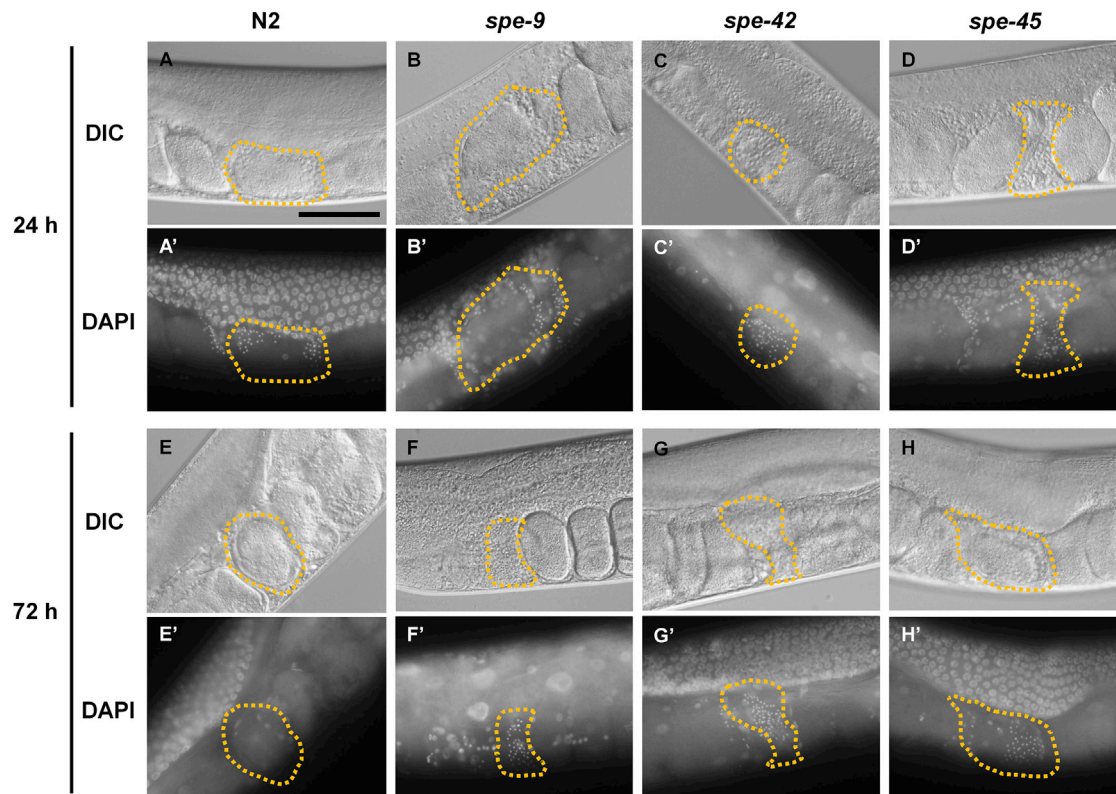 N2 spe-9 spe-42 spe-45
A B C D
DIC
24 h
A' B' C' D'
DAPI
E F G H
DIC
72 h
E' F' G' H'
DAPI